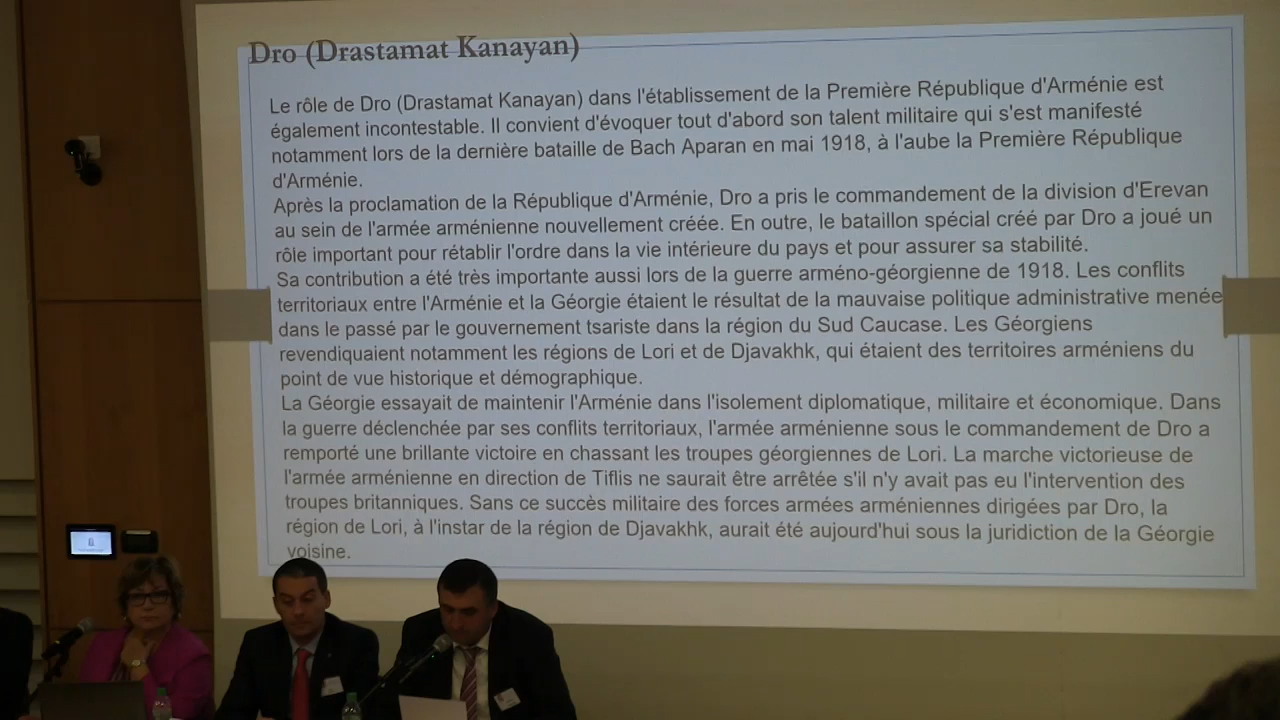 Dro (Drastamat Kanayan)
Le rôle de Dro (Drastamat Kanayan) dans l'établissement de la Première République d'Arménie est
également incontestable. Il convient d'évoquer tout d'abord son talent militaire qui s'est manifesté
notamment lors de la dernière bataille de Bach Aparan en mai 1918, à l'aube la Première République
d'Arménie.
Après la proclamation de la République d'Arménie, Dro a pris le commandement de la division d'Erevan
au sein de l'armée arménienne nouvellement créée. En outre, le bataillon spécial créé par Dro a joué un
rôle important pour rétablir l'ordre dans la vie intérieure du pays et pour assurer sa stabilité.
Sa contribution a été très importante aussi lors de la guerre arméno-géorgienne de 1918. Les conflits
territoriaux entre l'Arménie et la Géorgie étaient le résultat de la mauvaise politique administrative menée
dans le passé par le gouvernement tsariste dans la région du Sud Caucase. Les Géorgiens
revendiquaient notamment les régions de Lori et de Djavakhk, qui étaient des territoires arméniens du
point de vue historique et démographique.
La Géorgie essayait de maintenir l'Arménie dans l'isolement diplomatique, militaire et économique. Dans
la guerre déclenchée par ses conflits territoriaux, l'armée arménienne sous le commandement de Dro a
remporté une brillante victoire en chassant les troupes géorgiennes de Lori. La marche victorieuse de
l'armée arménienne en direction de Tiflis ne saurait être arrêtée s'il n'y avait pas eu l'intervention des
troupes britanniques. Sans ce succès militaire des forces armées arméniennes dirigées par Dro, la
région de Lori, à l'instar de la région de Djavakhk, aurait été aujourd'hui sous la juridiction de la Géorgie
voisine.